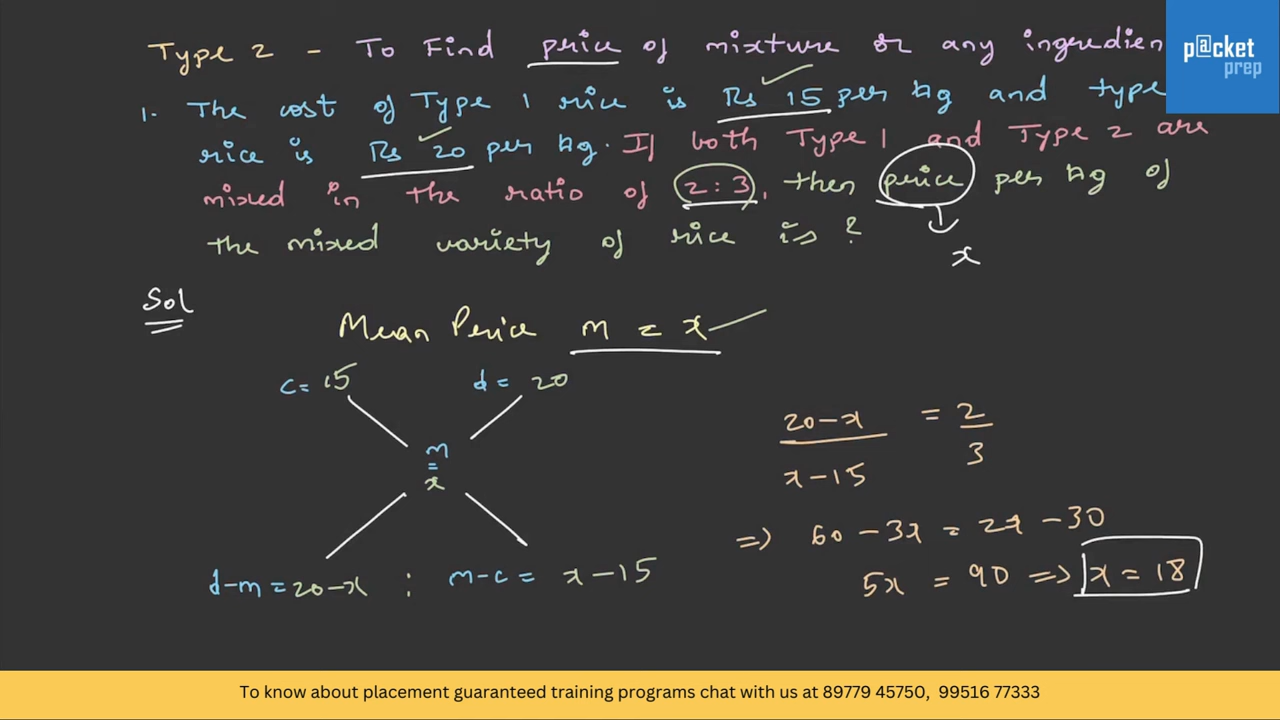 Type 2 - To Find price of mixture or any ingredien
p@cket
prep
1. The cost of Type 1 rice is Rs 15 per kg and type
rice is Rs 20 per kg. If both Type 1 and Type 2 are
mixed in the ratio of 2 : 3, then price per kg of
the mixed variety of rice is ?
x
Sol
Mean Price m = x
c = 15 d = 20
m
=
x
d-m = 20-x : m-c = x-15
20-x / x-15 = 2/3
=> 60 - 3x = 2x - 30
5x = 90 => x = 18
To know about placement guaranteed training programs chat with us at 89779 45750, 99516 77333